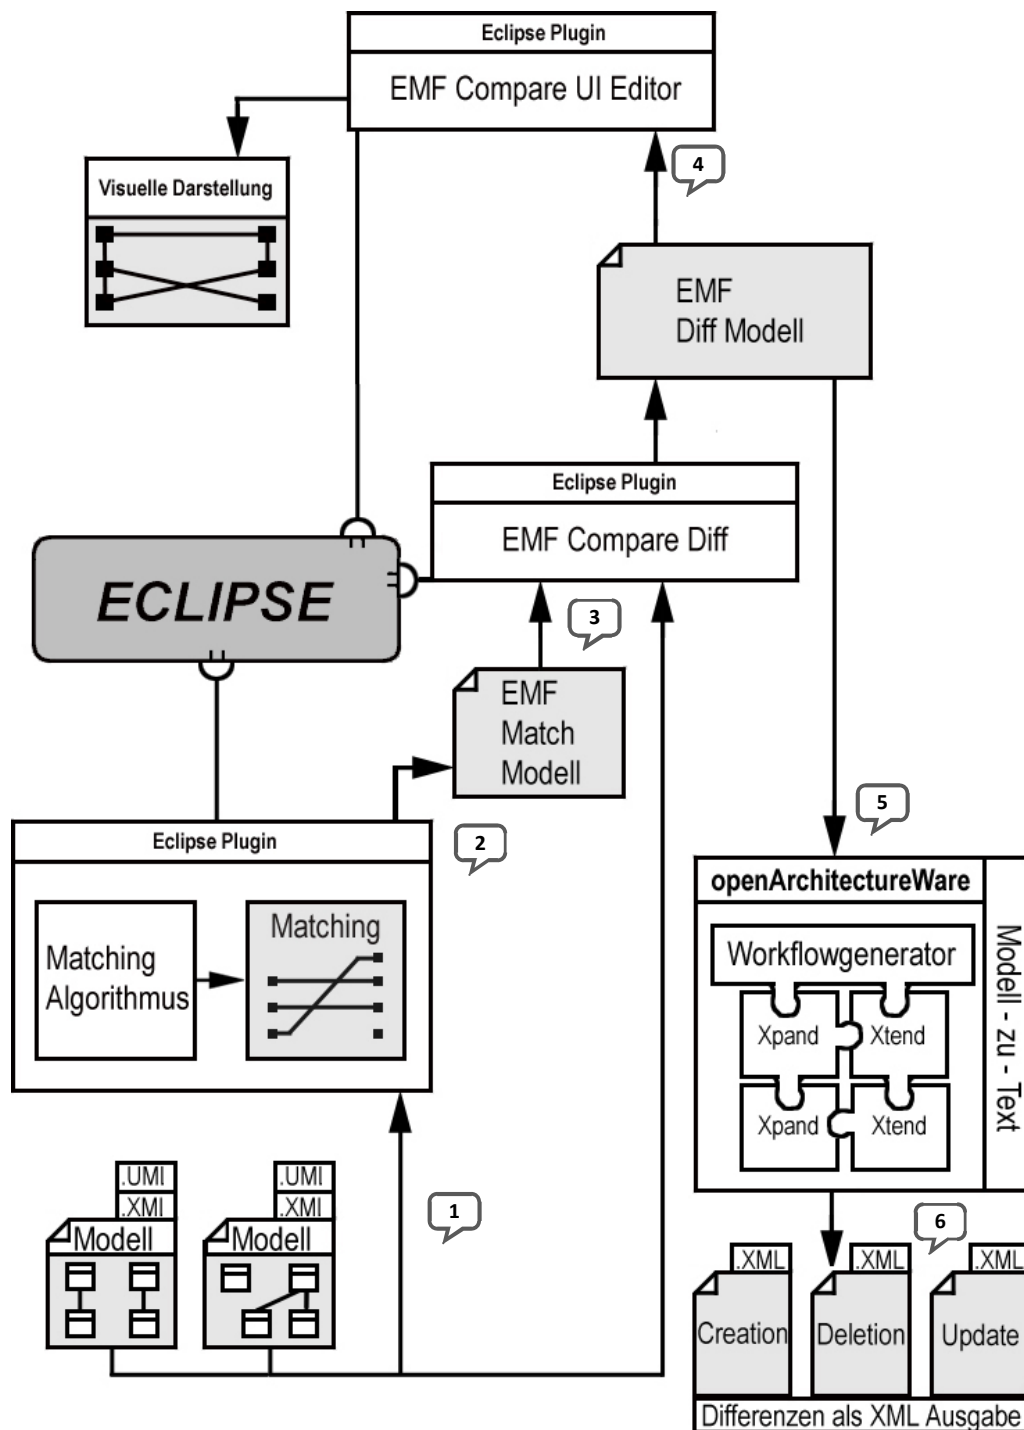 Eclipse Plugin
EMF Compare UI Editor
4
Visuelle Darstellung
EMF
Diff Modell
Eclipse Plugin
EMF Compare Diff
ECLIPSE
3
EMF
Match
Modell
5
Eclipse Plugin
2
Matching
Algorithmus
Matching
openArchitectureWare
Workflowgenerator
Xpand
Xtend
Xpand
Xtend
Modell - zu - Text
.UMI
.XMI
Modell
.UMI
.XMI
Modell
1
6
.XML
Creation
.XML
Deletion
.XML
Update
Differenzen als XML Ausgabe